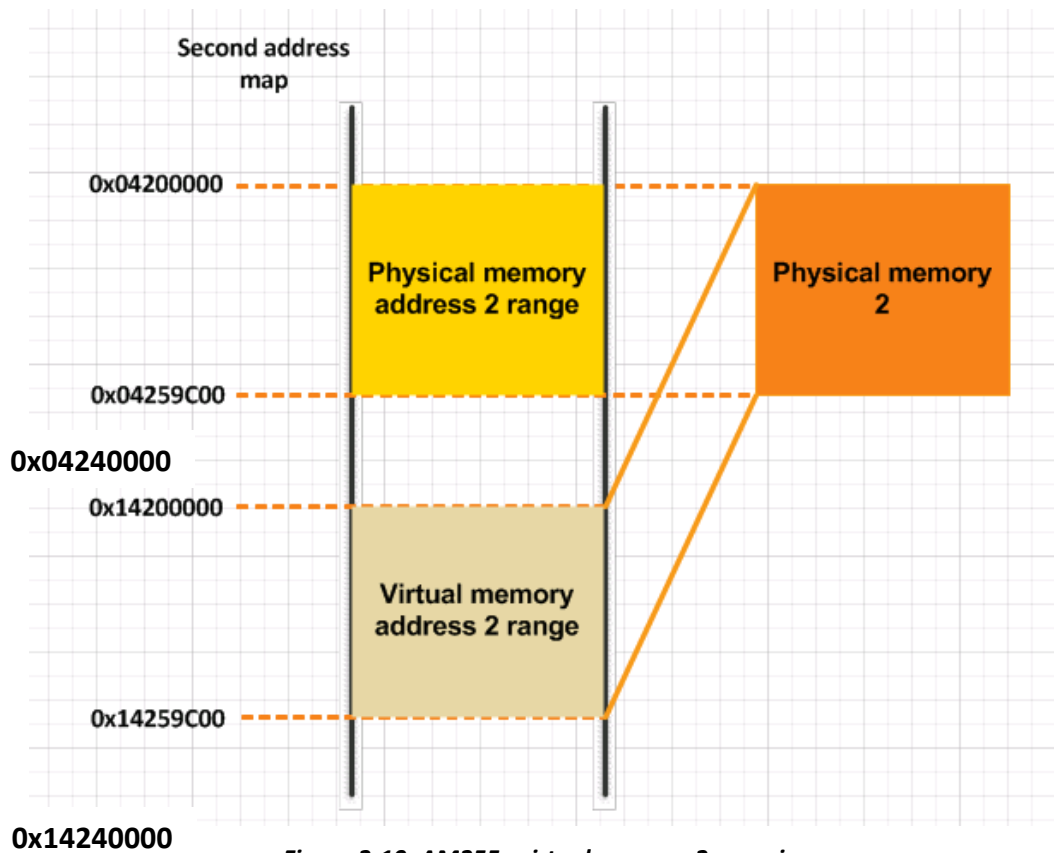 Second address
map
0x04200000
Physical memory
address 2 range
Physical memory
2
0x04259C00
0x04240000
0x14200000
Virtual memory
address 2 range
0x14259C00
0x14240000